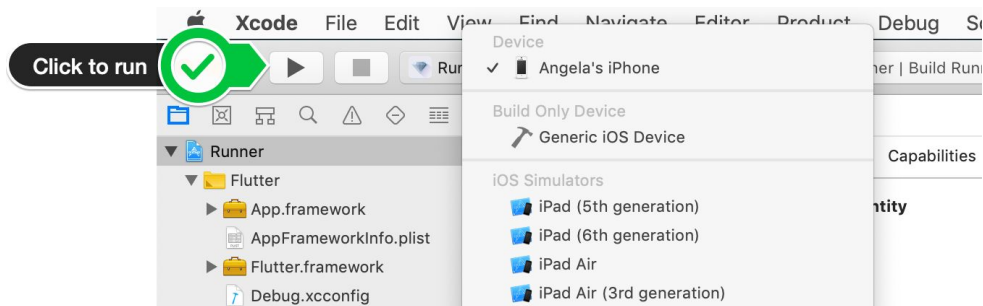 Xcode File Edit View Find Navigate Editor Product Debug
Click to run
Device
Angela's iPhone
Build Only Device
Generic iOS Device
iOS Simulators
iPad (5th generation)
iPad (6th generation)
iPad Air
iPad Air (3rd generation)
Runner
Flutter
App.framework
AppFrameworkInfo.plist
Flutter.framework
Debug.xcconfig
Capabilities